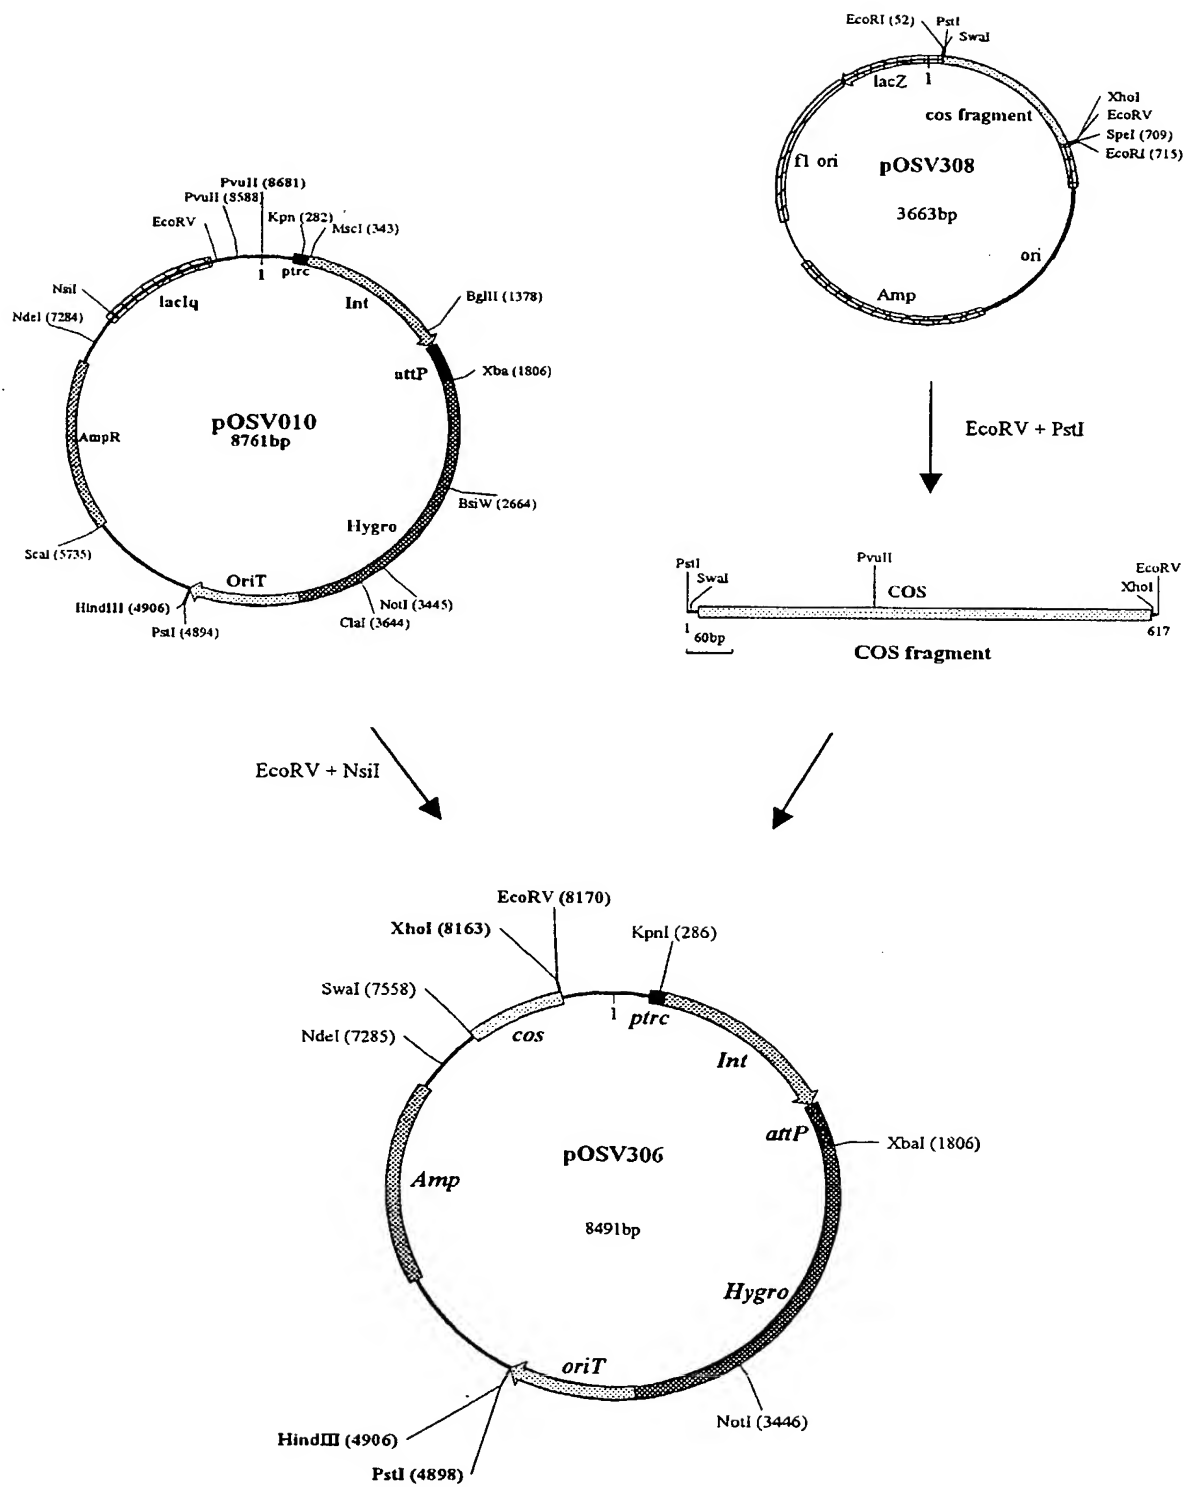 EcoRI (52)
PstI
SwaI
lacZ
1
cos fragment
XhoI
EcoRV
SpeI (709)
EcoRI (715)
f1 ori
pOSV308
3663bp
ori
Amp
PvuII (8681)
PvuII (8588)
EcoRV
Kpn (282)
MscI (343)
1
ptrc
NsiI
lacIq
Int
NdeI (7284)
BglII (1378)
attP
Xba (1806)
pOSV010
8761bp
AmpR
BsiW (2664)
Hygro
ScaI (5735)
OriT
HindIII (4906)
NotI (3445)
PstI (4894)
ClaI (3644)
EcoRV + PstI
PstI
SwaI
PvuII
COS
EcoRV
XhoI
1
60bp
617
COS fragment
EcoRV + NsiI
EcoRV (8170)
XhoI (8163)
KpnI (286)
SwaI (7558)
NdeI (7285)
cos
1
ptrc
Int
attP
XbaI (1806)
pOSV306
Amp
8491bp
Hygro
oriT
NotI (3446)
HindIII (4906)
PstI (4898)